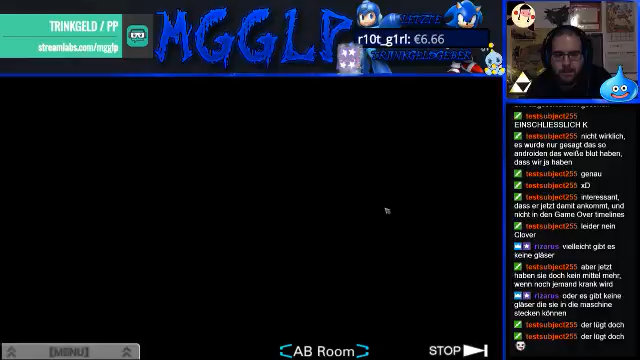 TRINKGELD / PP
streamlabs.com/mgglp
MGGLP
LETZTE
r10t_g1rl: €6.66
TRINKGELDGEBER
testsubject255
EINSCHLIESSLICH K
testsubject255 nicht wirklich,
es wurde nur gesagt das so
androiden das weiße blut haben,
dass wir ja haben
testsubject255 genau
testsubject255 xD
testsubject255 interessant,
dass er jetzt damit ankommt, und
nicht in den Game Over timelines
testsubject255 leider nein
Clover
rizarus vielleicht gibt es
keine gläser
testsubject255 aber jetzt
haben sie doch kein mittel mehr,
wenn noch jemand krank wird
rizarus oder es gibt keine
gläser die sie in die maschine
stecken können
testsubject255 der lügt doch
testsubject255 der lügt doch
[MENU]
AB Room
STOP